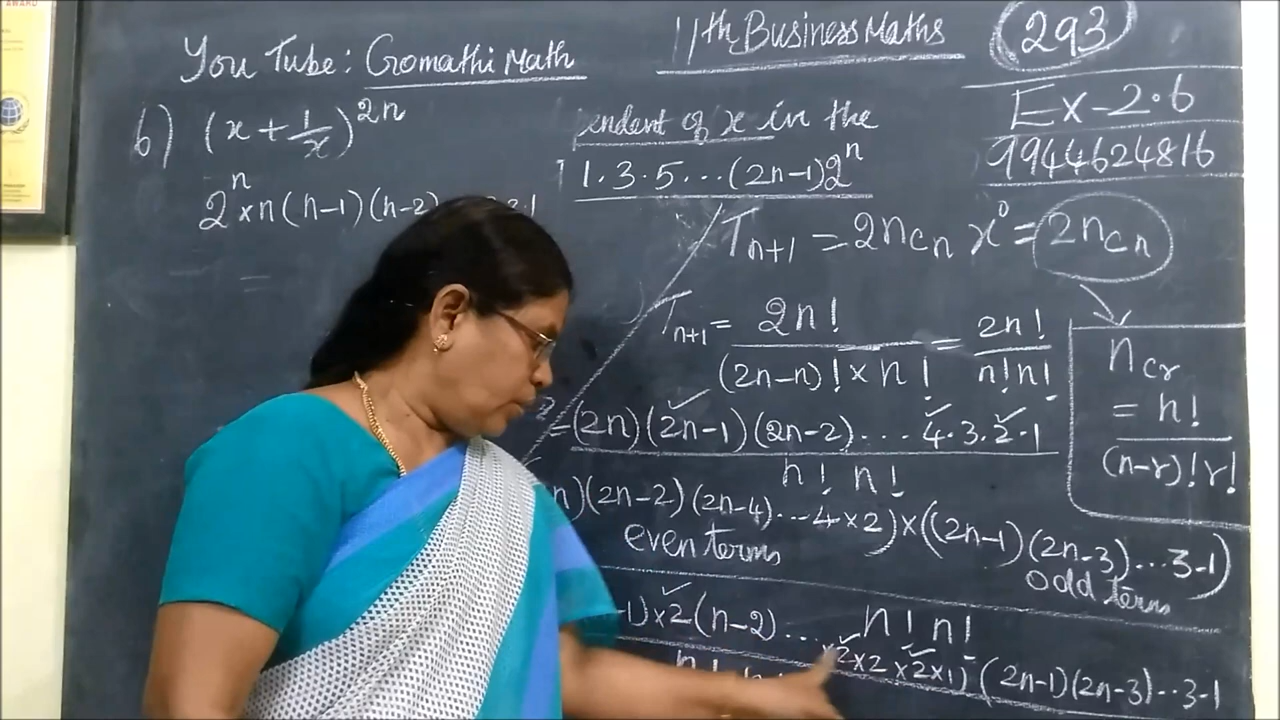 AWARD
You Tube: Gomathi Math
11th Business Maths
293
Ex-2.6
9944624816
6) (x + 1/x)^2n
endent of x in the
1.3.5...(2n-1)2^n
2^n × n(n-1)(n-2)
2.1
=
T_n+1 = 2nC_n x^0 = 2nC_n
T_n+1 = 2n! / (2n-n)! × n! = 2n! / n! n!
nCr = n! / (n-r)! r!
= (2n)(2n-1)(2n-2).... 4.3.2.1 / n! n!
n)(2n-2)(2n-4)...4×2)×((2n-1)(2n-3)...3-1)
even terms
odd terms
n! n!
-1)×2(n-2)....×2×2×2×1)(2n-1)(2n-3)..3-1
n!